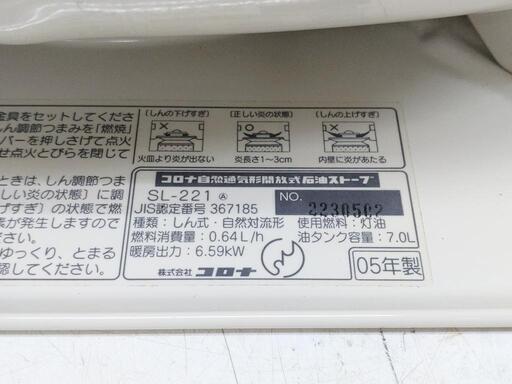 金具をセットしてくださ
しん調節つまみを「燃焼」
バーを押しさげて点火
せ点火とびらを閉じて
ときは、しん調節つま
しい炎の状態)に調
げすぎ)の状態で燃
長が発生しますので
ゆっくり、とまる
認してください。
(しんの下げすぎ)
(正しい炎の状態)
(しんの上げすぎ)
火皿より炎が出ない
炎長さ1~3cm
内壁に炎があたる
コロナ自然通気形開放式石油ストーブ
SL-221 Ⓐ
NO.
2230502
JIS認定番号 367185
種類:しん式・自然対流形
使用燃料:灯油
燃料消費量:0.64L/h
油タンク容量:7.0L
暖房出力:6.59kW
株式会社 コロナ
05年製